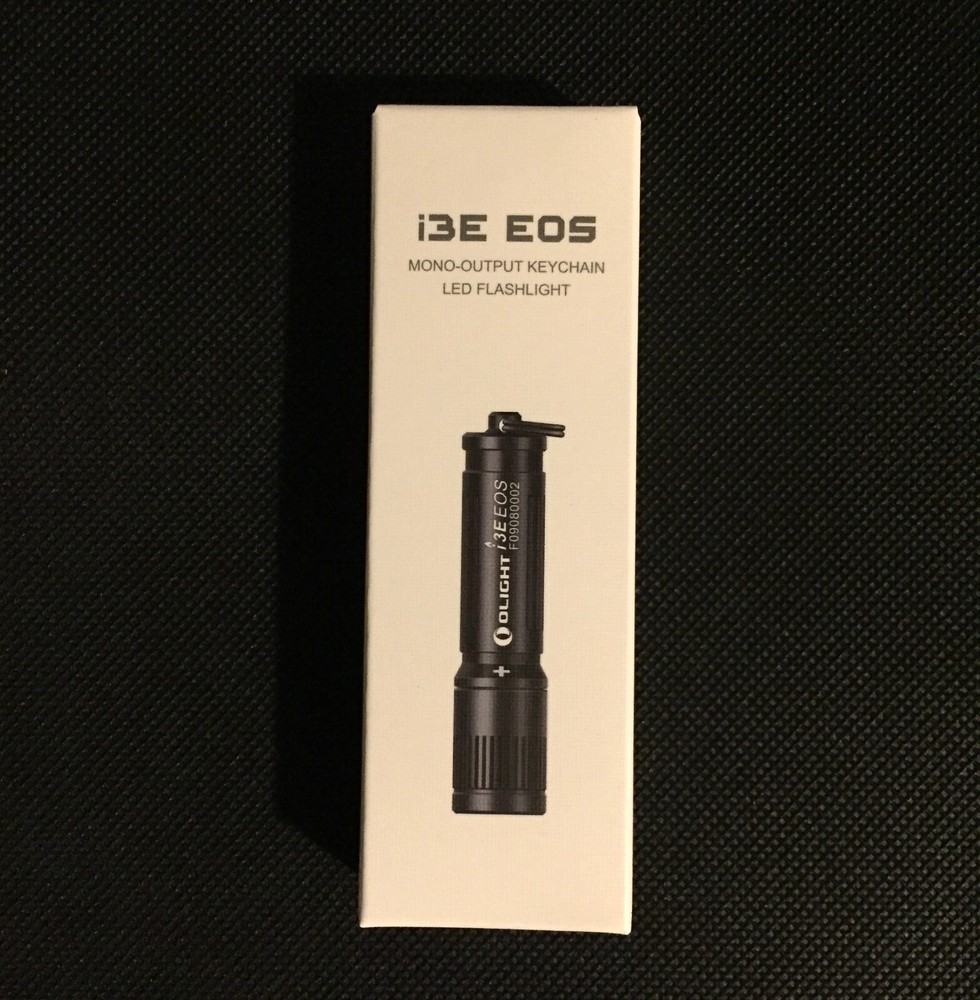 i3E EOS
MONO-OUTPUT KEYCHAIN
LED FLASHLIGHT
OLIGHT i3E EOS
F09080002
+